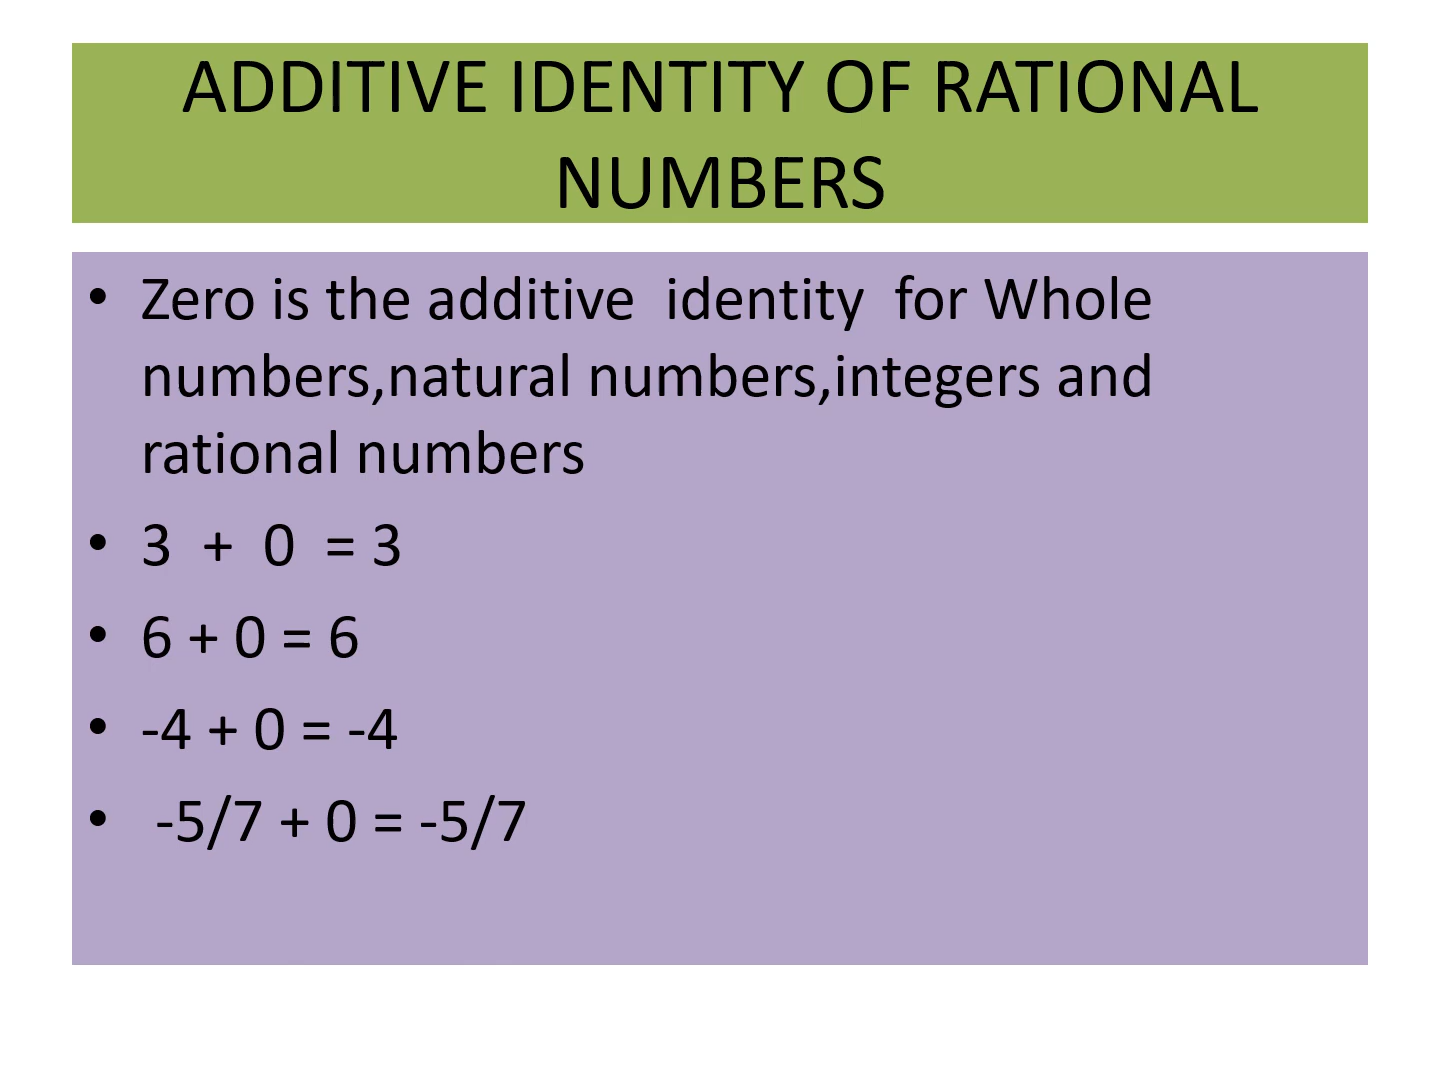 ADDITIVE IDENTITY OF RATIONAL
NUMBERS
• Zero is the additive  identity  for Whole
numbers,natural numbers,integers and
rational numbers
• 3  +  0  = 3
• 6 + 0 = 6
• -4 + 0 = -4
•  -5/7 + 0 = -5/7